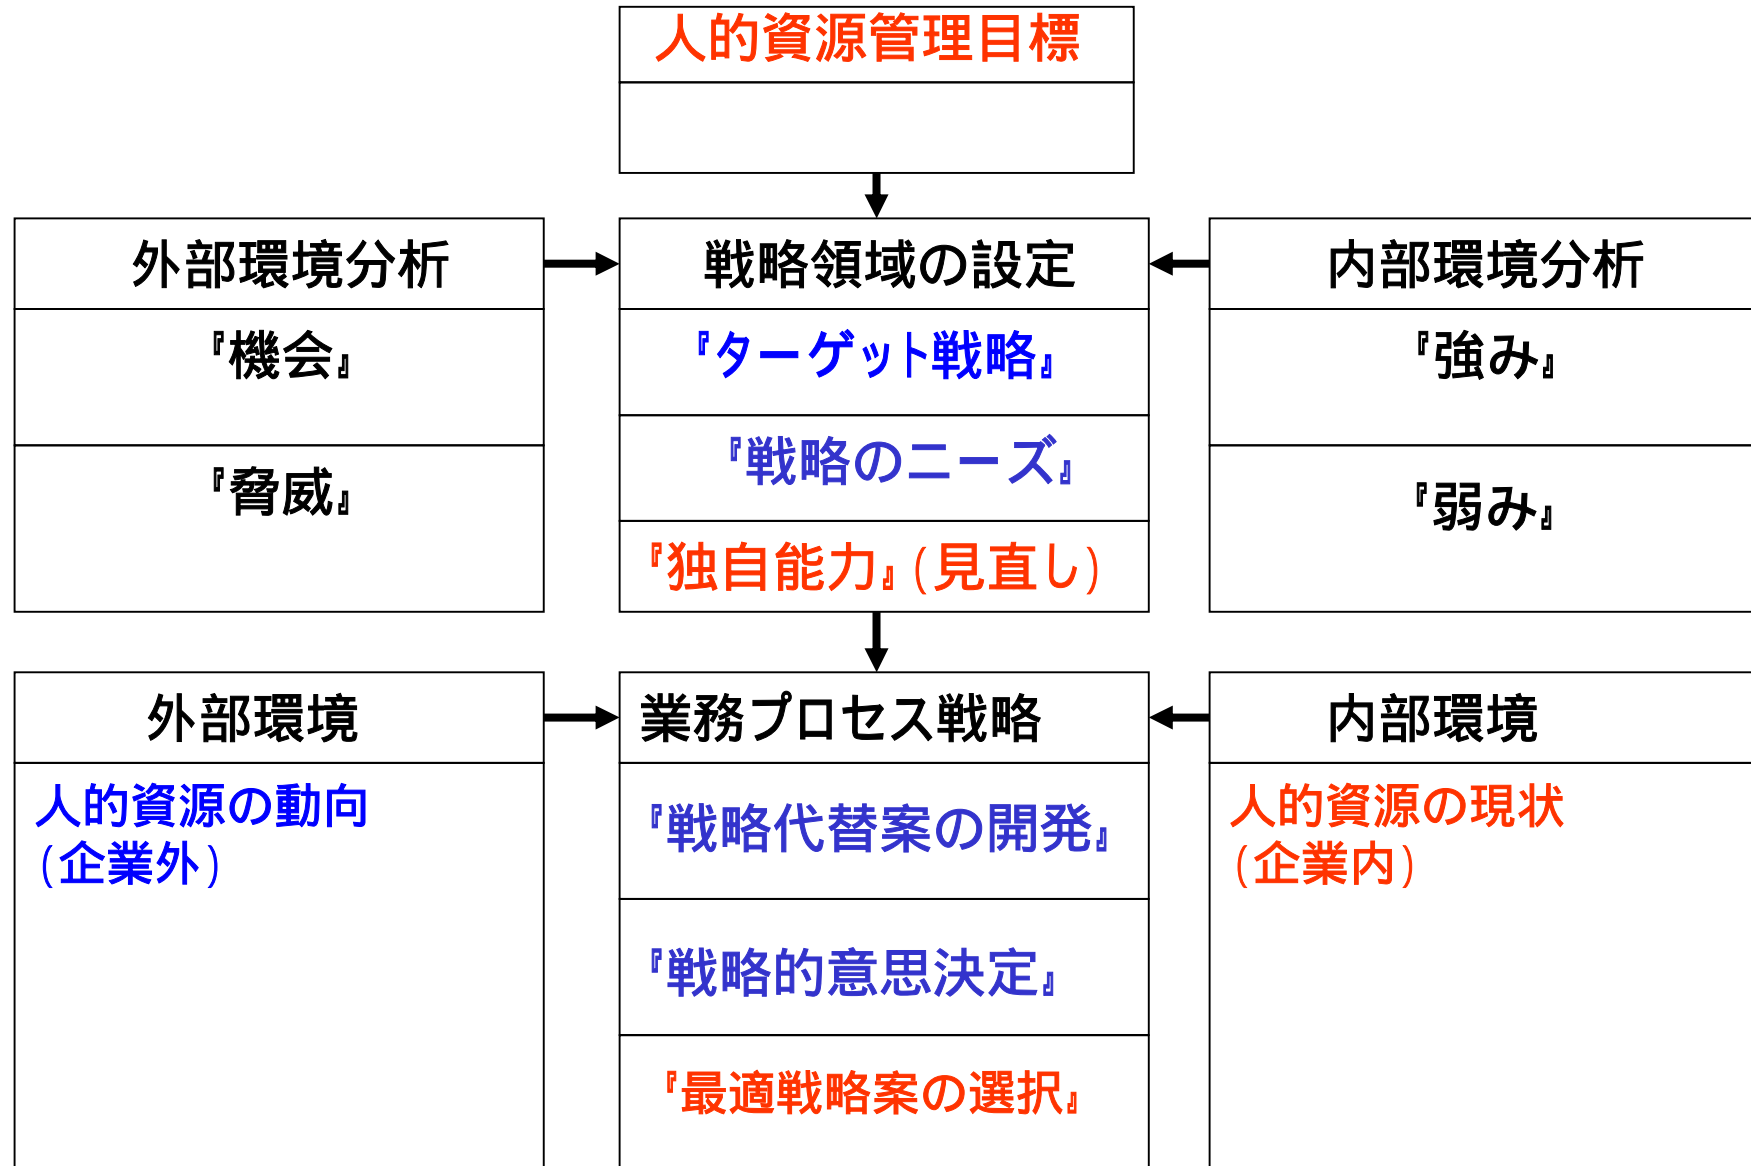 人的資源管理目標
外部環境分析
『機会』
『脅威』
戦略領域の設定
『ターゲット戦略』
『戦略のニーズ』
『独自能力』(見直し)
内部環境分析
『強み』
『弱み』
外部環境
人的資源の動向
(企業外)
業務プロセス戦略
『戦略代替案の開発』
『戦略的意思決定』
『最適戦略案の選択』
内部環境
人的資源の現状
(企業内)